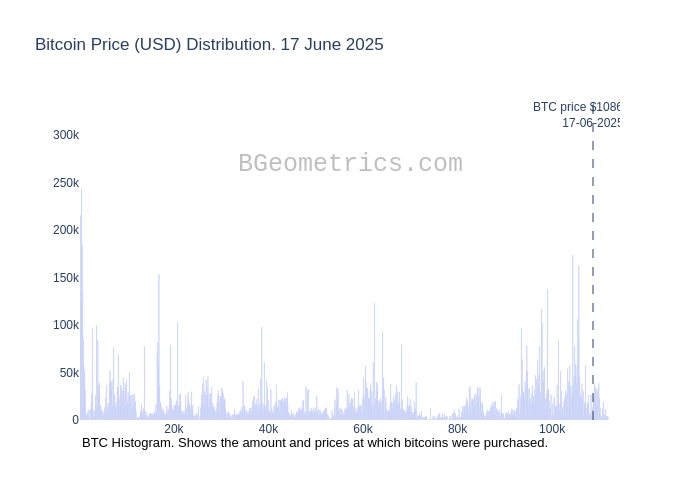 Bitcoin Price (USD) Distribution. 17 June 2025
BTC price $1086
17-06-2025
300k
BGeometrics.com
250k
200k
150k
100k
50k
0
20k 40k 60k 80k 100k
BTC Histogram. Shows the amount and prices at which bitcoins were purchased.